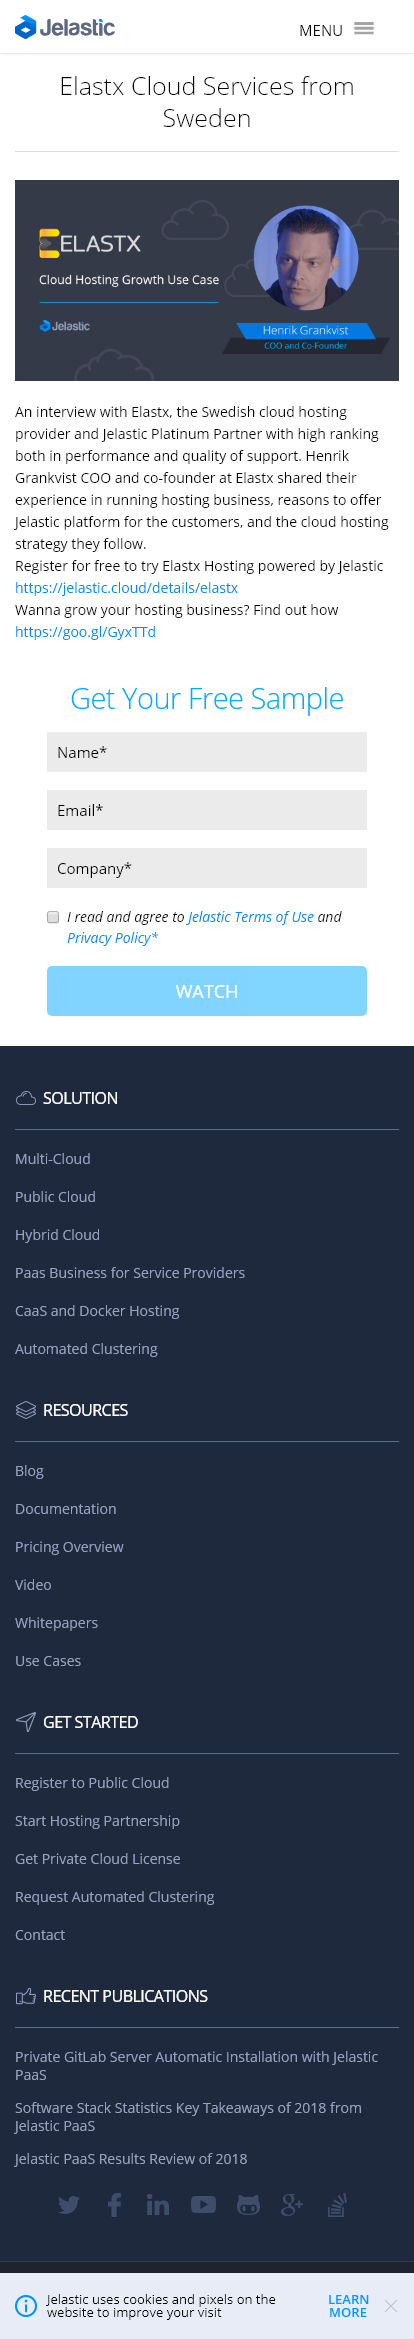 Jelastic
MENU
Elastx Cloud Services from
Sweden
ELASTX
Cloud Hosting Growth Use Case
Jelastic
Henrik Grankvist
COO and Co-Founder
An interview with Elastx, the Swedish cloud hosting
provider and Jelastic Platinum Partner with high ranking
both in performance and quality of support. Henrik
Grankvist COO and co-founder at Elastx shared their
experience in running hosting business, reasons to offer
Jelastic platform for the customers, and the cloud hosting
strategy they follow.
Register for free to try Elastx Hosting powered by Jelastic
https://jelastic.cloud/details/elastx
Wanna grow your hosting business? Find out how
https://goo.gl/GyxTTd
Get Your Free Sample
Name*
Email*
Company*
I read and agree to Jelastic Terms of Use and
Privacy Policy*
WATCH
SOLUTION
Multi-Cloud
Public Cloud
Hybrid Cloud
Paas Business for Service Providers
CaaS and Docker Hosting
Automated Clustering
RESOURCES
Blog
Documentation
Pricing Overview
Video
Whitepapers
Use Cases
GET STARTED
Register to Public Cloud
Start Hosting Partnership
Get Private Cloud License
Request Automated Clustering
Contact
RECENT PUBLICATIONS
Private GitLab Server Automatic Installation with Jelastic
PaaS
Software Stack Statistics Key Takeaways of 2018 from
Jelastic PaaS
Jelastic PaaS Results Review of 2018
Jelastic uses cookies and pixels on the
website to improve your visit
LEARN
MORE